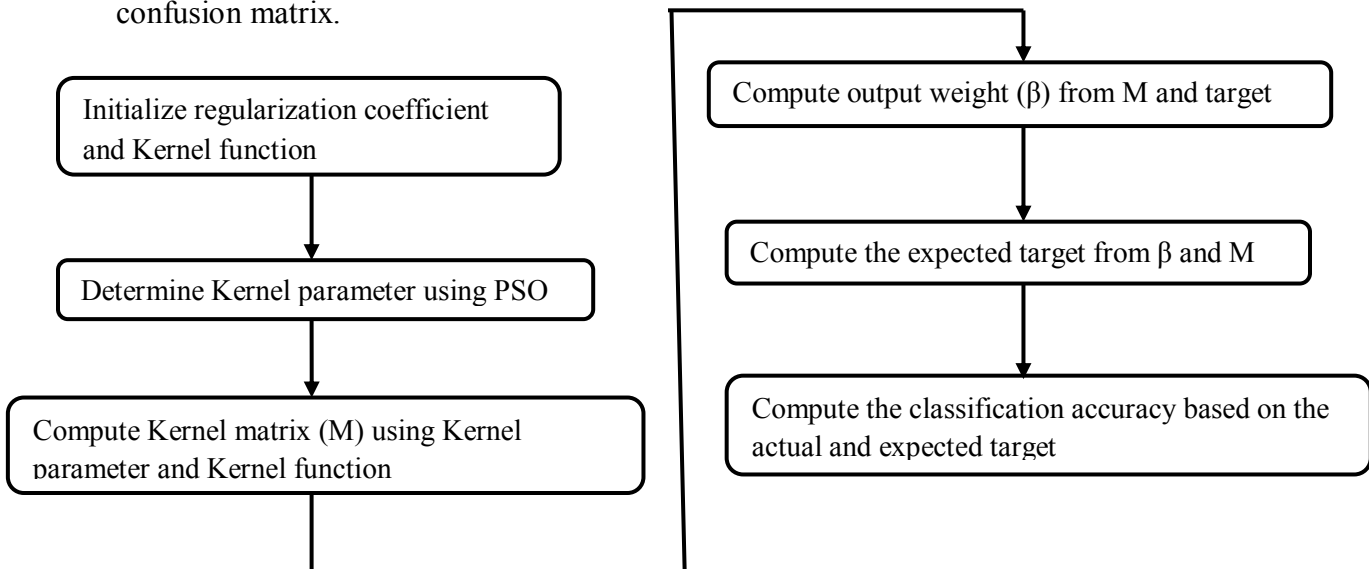 confusion matrix.
Initialize regularization coefficient
and Kernel function
Determine Kernel parameter using PSO
Compute Kernel matrix (M) using Kernel
parameter and Kernel function
Compute output weight (β) from M and target
Compute the expected target from β and M
Compute the classification accuracy based on the
actual and expected target